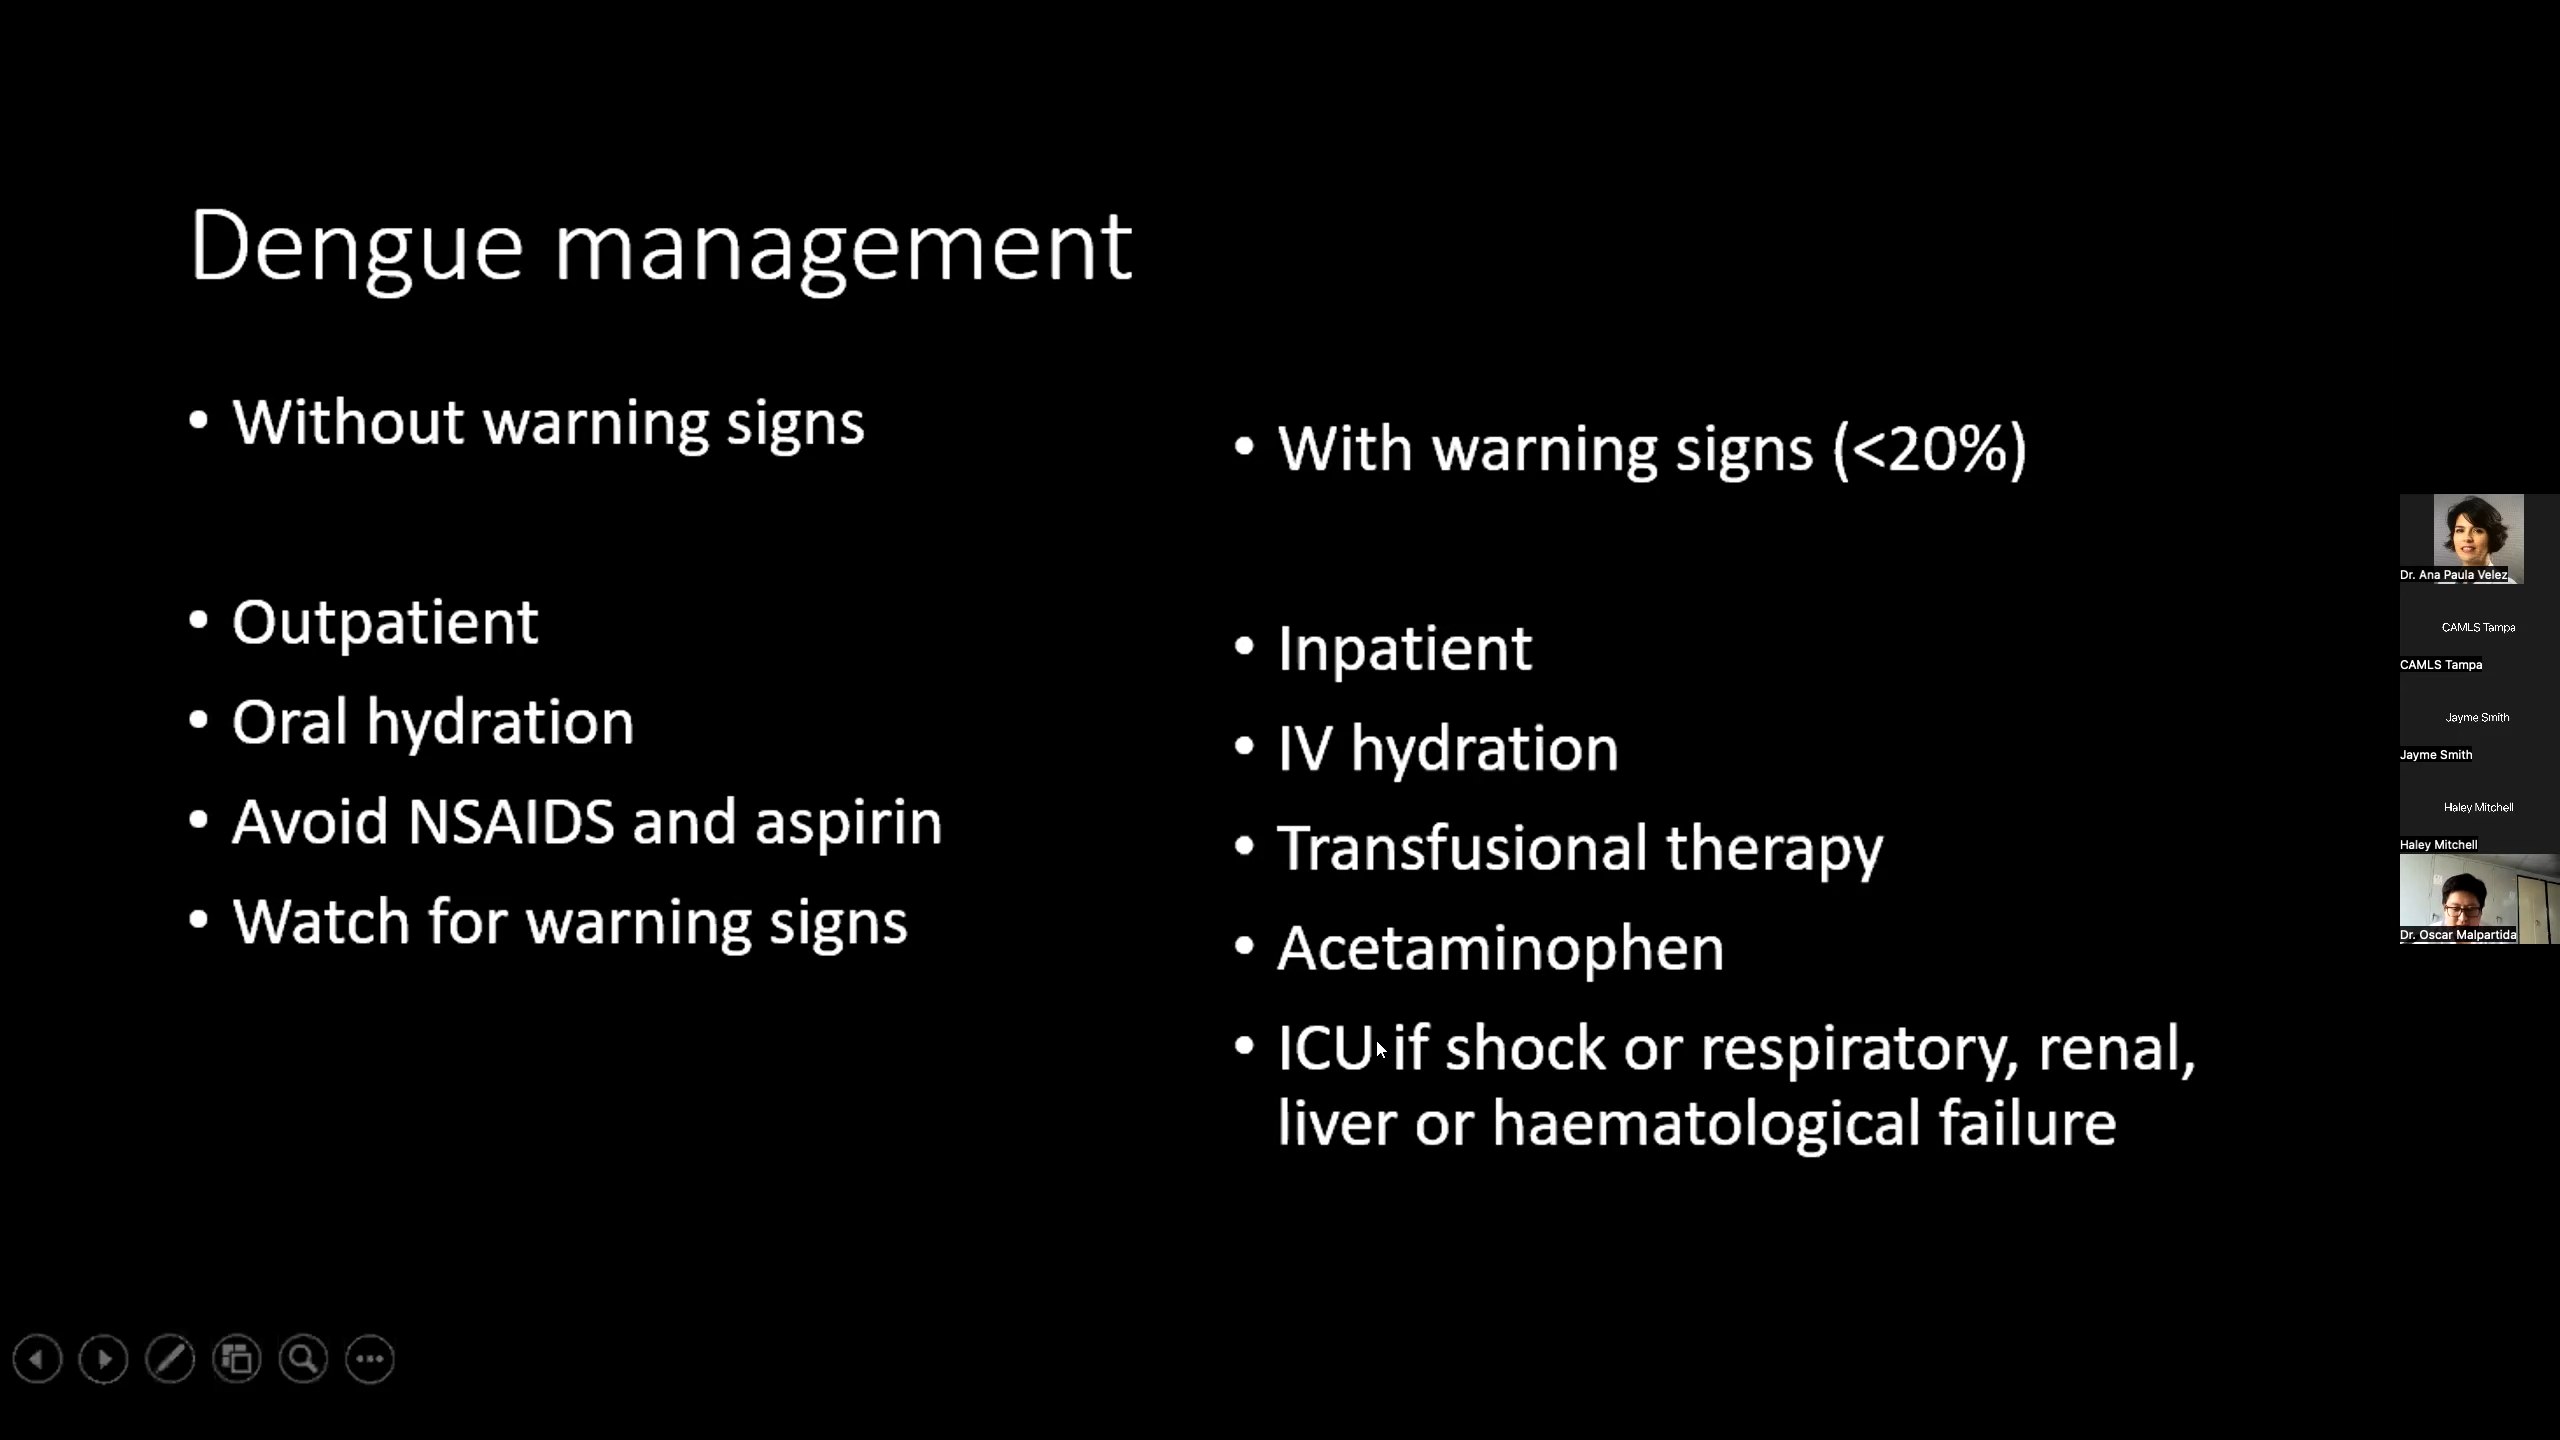 Dengue management
• Without warning signs
• Outpatient
• Oral hydration
• Avoid NSAIDS and aspirin
• Watch for warning signs
• With warning signs (<20%)
• Inpatient
• IV hydration
• Transfusional therapy
• Acetaminophen
• ICU if shock or respiratory, renal,
liver or haematological failure
Dr. Ana Paula Velez
CAMLS Tampa
CAMLS Tampa
Jayme Smith
Jayme Smith
Haley Mitchell
Haley Mitchell
Dr. Oscar Malpartida